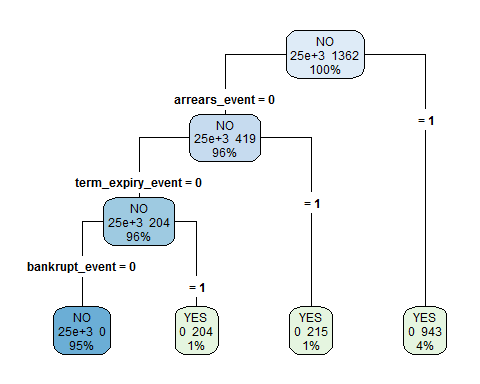 NO
25e+3 1362
100%
arrears_event = 0
= 1
NO
25e+3 419
96%
term_expiry_event = 0
= 1
NO
25e+3 204
96%
bankrupt_event = 0
= 1
NO
25e+3 0
95%
YES
0 204
1%
YES
0 215
1%
YES
0 943
4%